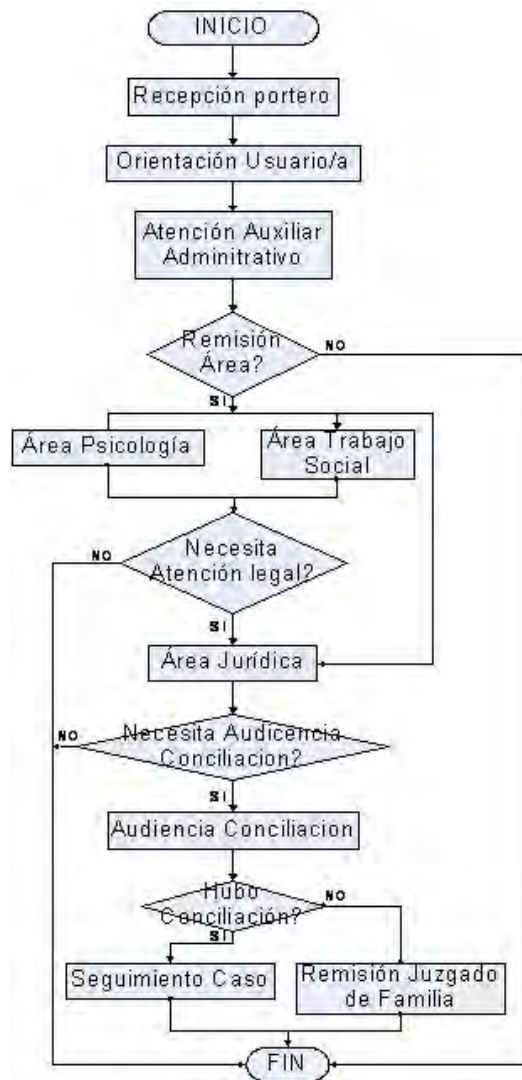 INICIO
Recepción portero
Orientación Usuario/a
Atención Auxiliar
Adminitrativo
Remisión
Área?
NO
SI
Área Psicología
Área Trabajo
Social
NO
Necesita
Atención legal?
SI
Área Jurídica
NO
Necesita Audicencia
Conciliacion?
SI
Audiencia Conciliacion
Hubo
Conciliación?
NO
SI
Seguimiento Caso
Remisión Juzgado
de Familia
FIN